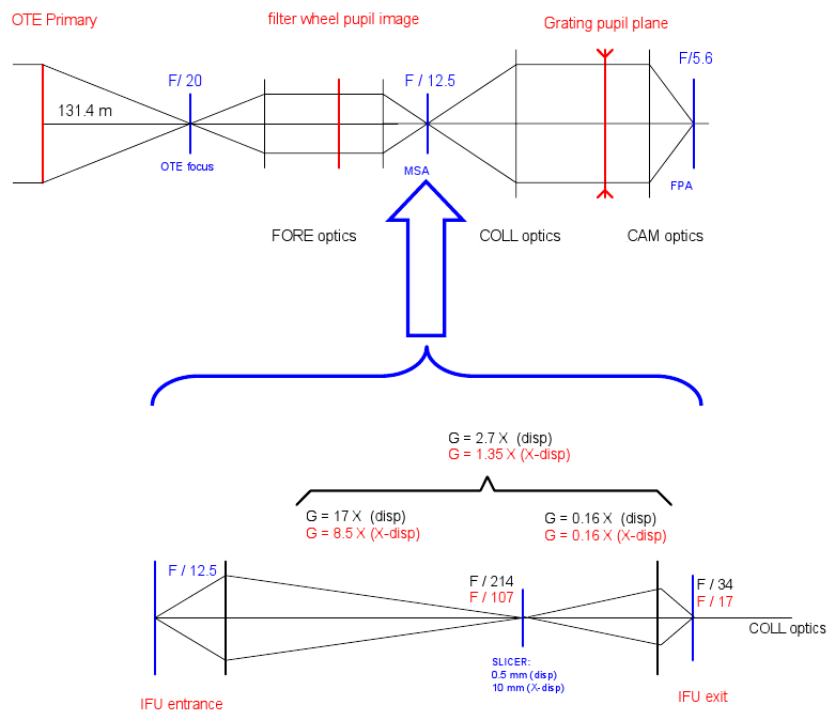 OTE Primary
filter wheel pupil image
Grating pupil plane
F/ 20
F / 12.5
F/5.6
131.4 m
OTE focus
MSA
FPA
FORE optics
COLL optics
CAM optics
G = 2.7 X (disp)
G = 1.35 X (X-disp)
G = 17 X (disp)
G = 8.5 X (X-disp)
G = 0.16 X (disp)
G = 0.16 X (X-disp)
F / 12.5
F / 214
F / 107
F / 34
F / 17
COLL optics
SLICER:
0.5 mm (disp)
10 mm (X-disp)
IFU entrance
IFU exit